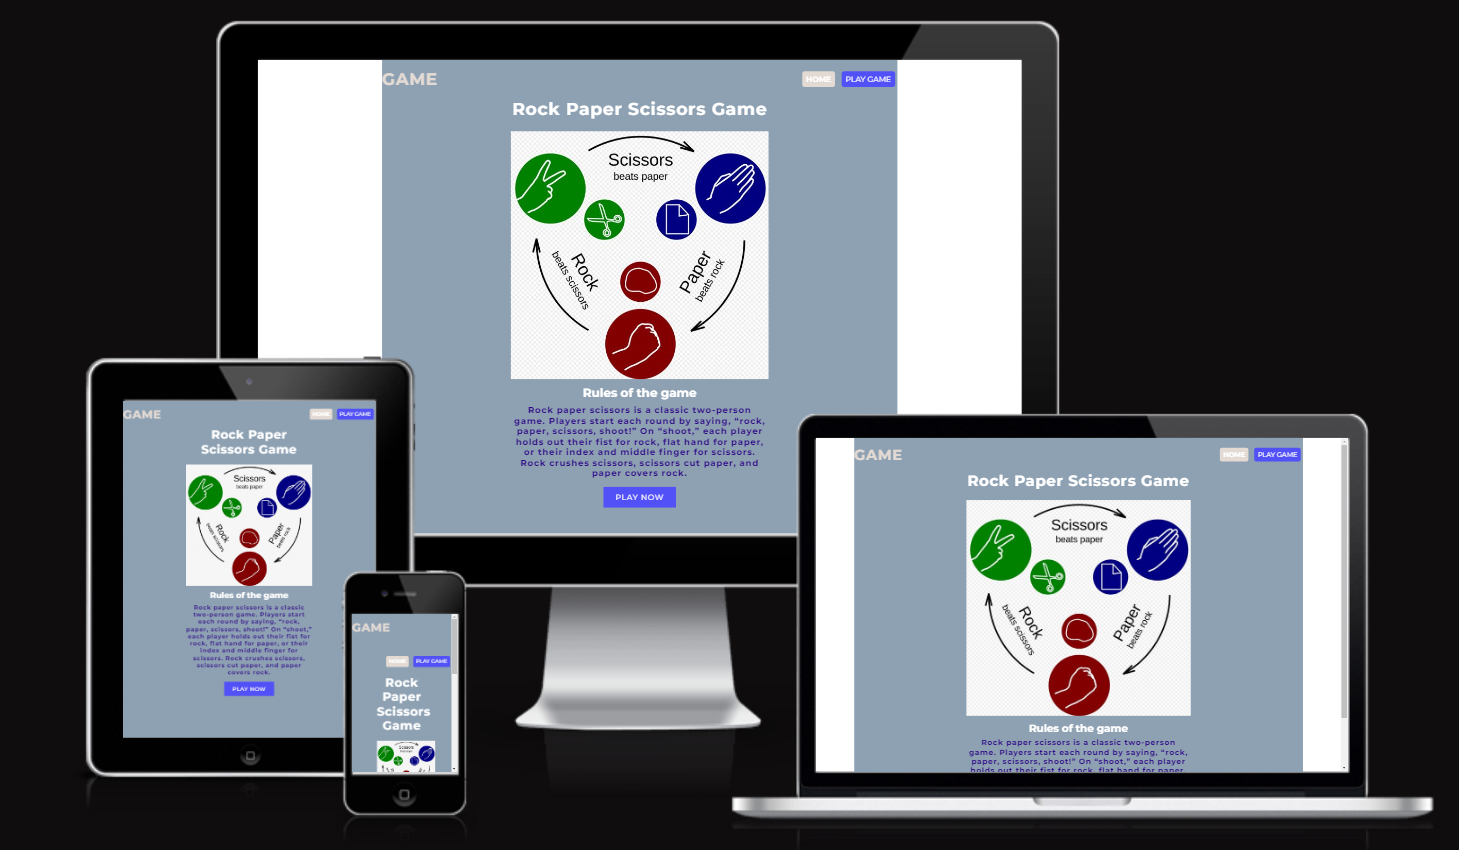 GAME
HOME PLAY GAME
Rock Paper Scissors Game
Scissors
beats paper
Rock
beats scissors
Paper
beats rock
Rules of the game
Rock paper scissors is a classic two-person
game. Players start each round by saying, “rock,
paper, scissors, shoot!” On “shoot,” each player
holds out their fist for rock, flat hand for paper,
or their index and middle finger for scissors.
Rock crushes scissors, scissors cut paper, and
paper covers rock.
PLAY NOW
GAME
HOME PLAY GAME
Rock Paper
Scissors Game
Scissors
beats paper
Rock
beats scissors
Paper
beats rock
Rules of the game
Rock paper scissors is a classic
two-person game. Players start
each round by saying, “rock,
paper, scissors, shoot!” On “shoot,”
each player holds out their fist for
rock, flat hand for paper, or their
index and middle finger for
scissors. Rock crushes scissors,
scissors cut paper, and paper
covers rock.
PLAY NOW
GAME
HOME PLAY GAME
Rock
Paper
Scissors
Game
Scissors
GAME
HOME PLAY GAME
Rock Paper Scissors Game
Scissors
beats paper
Rock
beats scissors
Paper
beats rock
Rules of the game
Rock paper scissors is a classic two-person
game. Players start each round by saying, “rock,
paper, scissors, shoot!” On “shoot,” each player
holds out their fist for rock, flat hand for paper,